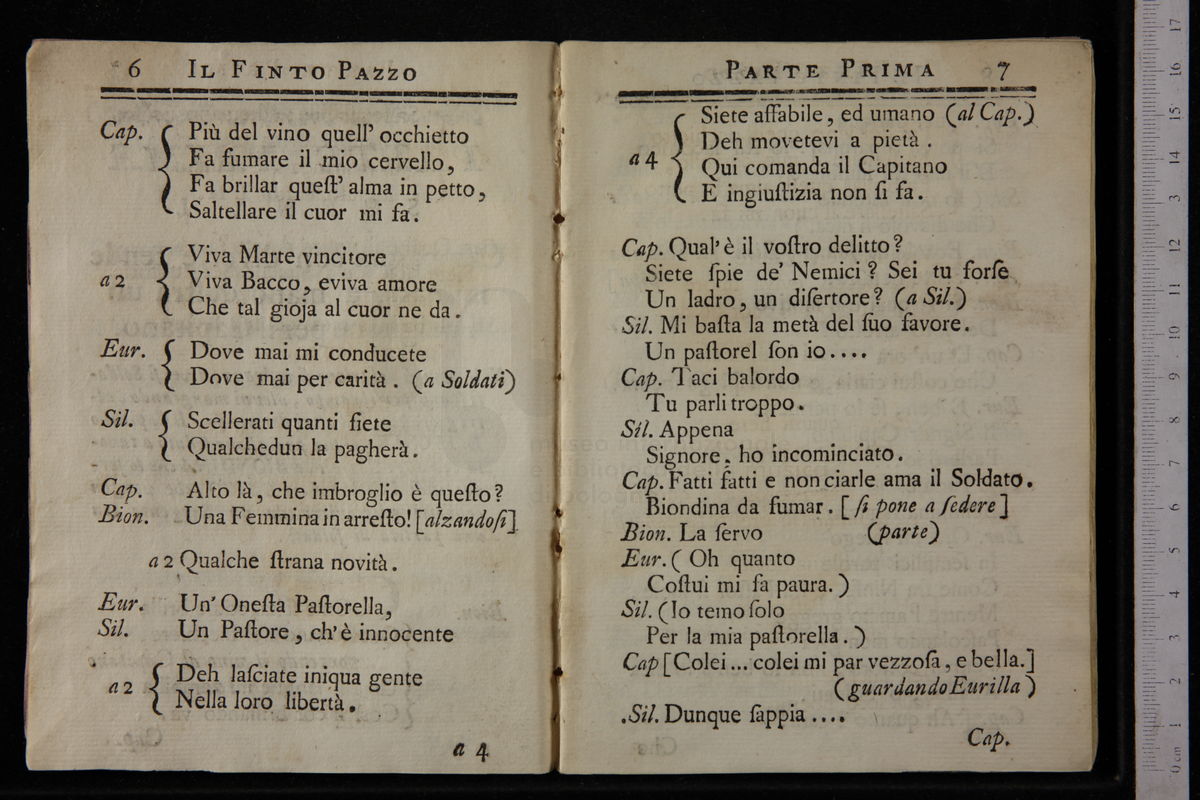 6 IL FINTO PAZZO
Cap. Più del vino quell' occhietto
Fa fumare il mio cervello,
Fa brillar queſt' alma in petto,
Saltellare il cuor mi fa.
a 2 Viva Marte vincitore
Viva Bacco, eviva amore
Che tal gioja al cuor ne da.
Eur. Dove mai mi conducete
Dove mai per carità . (a Soldati)
Sil. Scellerati quanti ſiete
Qualchedun la pagherà.
Cap. Alto là, che imbroglio è queſto?
Bion. Una Femmina in arreſto! [alzandoſi]
a 2 Qualche ſtrana novità.
Eur. Un' Oneſta Paſtorella,
Sil. Un Paſtore, ch' è innocente
a 2 Deh laſciate iniqua gente
Nella loro libertà.
a 4
PARTE PRIMA 7
Siete affabile, ed umano (al Cap.)
a 4 Deh movetevi a pietà .
Qui comanda il Capitano
E ingiuſtizia non ſi fa.
Cap. Qual' è il voſtro delitto?
Siete ſpie de' Nemici? Sei tu forſe
Un ladro, un diſertore? (a Sil.)
Sil. Mi baſta la metà del ſuo favore.
Un paſtorel ſon io....
Cap. Taci balordo
Tu parli troppo.
Sil. Appena
Signore, ho incominciato.
Cap. Fatti fatti e non ciarle ama il Soldato.
Biondina da fumar. [ſi pone a ſedere]
Bion. La ſervo (parte)
Eur. ( Oh quanto
Coſtui mi fa paura. )
Sil. (Io temo ſolo
Per la mia paſtorella. )
Cap [Colei... colei mi par vezzoſa, e bella.]
(guardando Eurilla )
.Sil. Dunque ſappia ....
Cap.